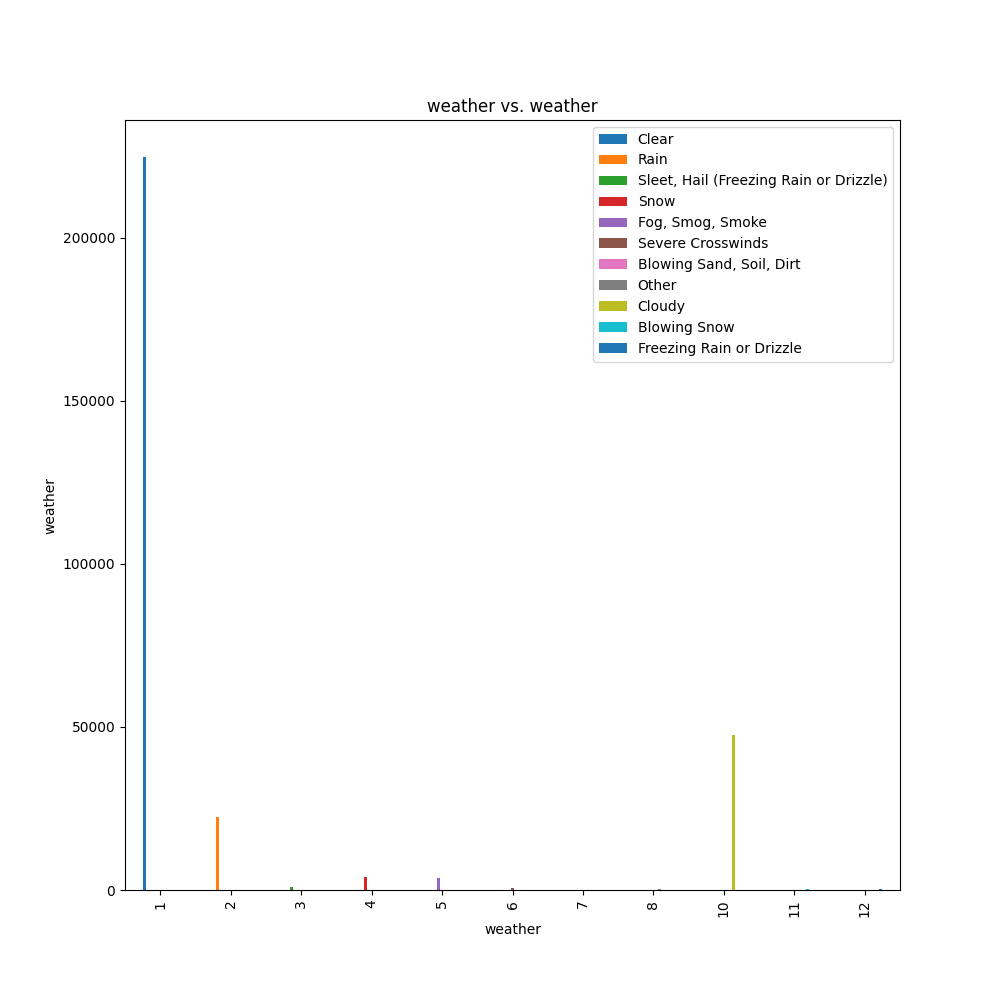 weather vs. weather
Clear
Rain
Sleet, Hail (Freezing Rain or Drizzle)
Snow
Fog, Smog, Smoke
Severe Crosswinds
Blowing Sand, Soil, Dirt
Other
Cloudy
Blowing Snow
Freezing Rain or Drizzle
200000
150000
100000
50000
0
weather
1 2 3 4 5 6 7 8 10 11 12
weather